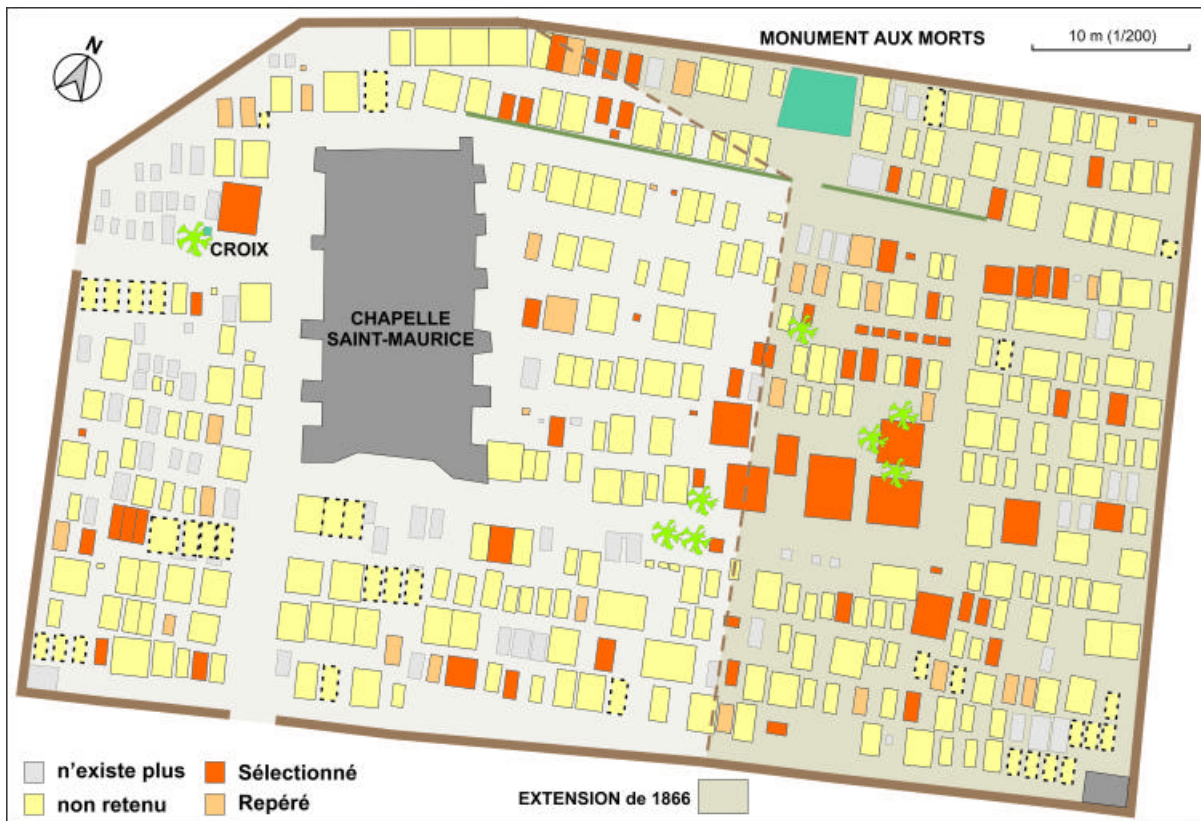 N
MONUMENT AUX MORTS
10 m (1/200)
CROIX
CHAPELLE
SAINT-MAURICE
n'existe plus
Sélectionné
non retenu
Repéré
EXTENSION de 1866